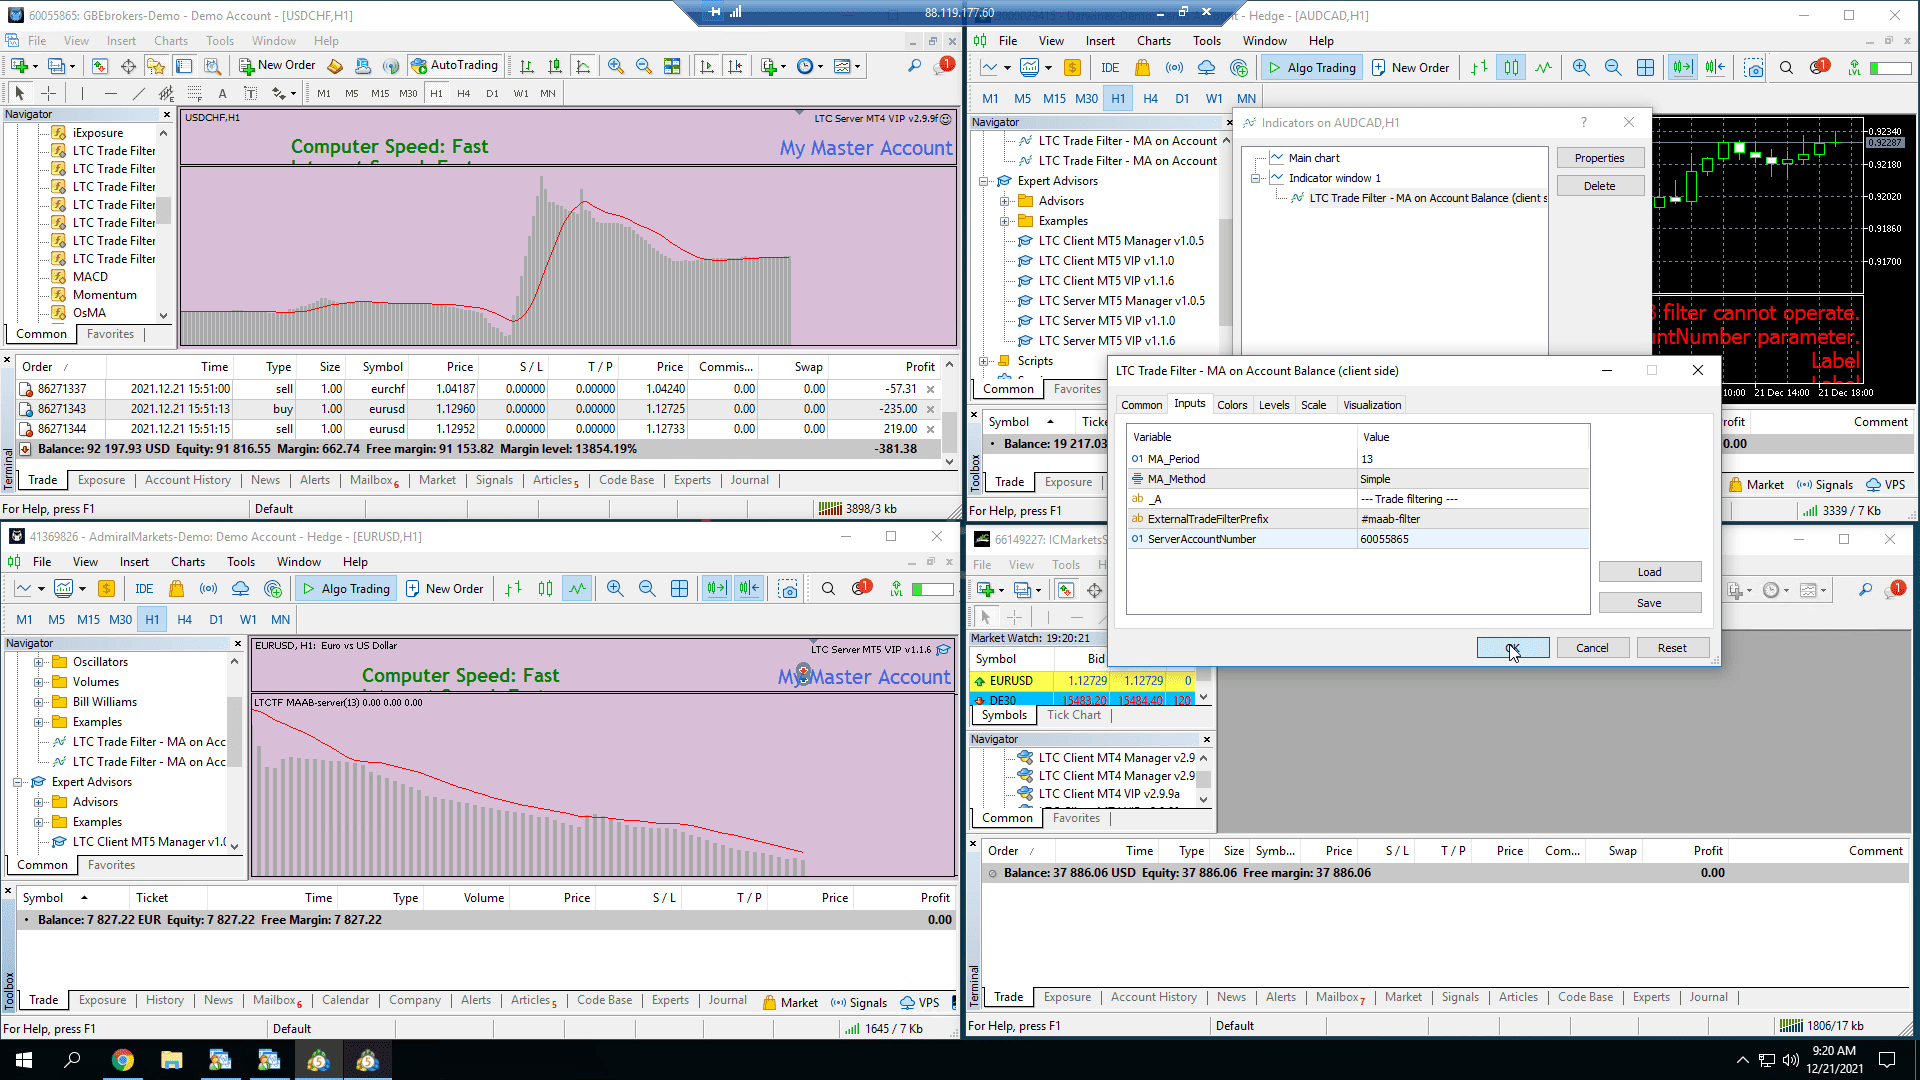 60055865: GBEbrokers-Demo - Demo Account - [USDCHF,H1]
88.119.177.60
Demo Account - Hedge - [AUDCAD,H1]
File View Insert Charts Tools Window Help
New Order AutoTrading 1
M1 M5 M15 M30 H1 H4 D1 W1 MN
Navigator
iExposure
LTC Trade Filter
LTC Trade Filter
LTC Trade Filter
LTC Trade Filter
LTC Trade Filter
LTC Trade Filter
LTC Trade Filter
MACD
Momentum
OsMA
Common Favorites
USDCHF,H1
LTC Server MT4 VIP v2.9.9f
Computer Speed: Fast
My Master Account
Order / Time Type Size Symbol Price S / L T / P Price Commis... Swap Profit
86271337 2021.12.21 15:51:00 sell 1.00 eurchf 1.04187 0.00000 0.00000 1.04240 0.00 0.00 -57.31
86271343 2021.12.21 15:51:13 buy 1.00 eurusd 1.12960 0.00000 0.00000 1.12725 0.00 0.00 -235.00
86271344 2021.12.21 15:51:15 sell 1.00 eurusd 1.12952 0.00000 0.00000 1.12733 0.00 0.00 219.00
Balance: 92 197.93 USD Equity: 91 816.55 Margin: 662.74 Free margin: 91 153.82 Margin level: 13854.19% -381.38
Terminal
Trade Exposure Account History News Alerts Mailbox 6 Market Signals Articles 5 Code Base Experts Journal
For Help, press F1 Default 3898/3 kb
File View Insert Charts Tools Window Help
IDE Algo Trading New Order 1 LVL
M1 M5 M15 M30 H1 H4 D1 W1 MN
Navigator
LTC Trade Filter - MA on Account
LTC Trade Filter - MA on Account
Expert Advisors
Advisors
Examples
LTC Client MT5 Manager v1.0.5
LTC Client MT5 VIP v1.1.0
LTC Client MT5 VIP v1.1.6
LTC Server MT5 Manager v1.0.5
LTC Server MT5 VIP v1.1.0
LTC Server MT5 VIP v1.1.6
Scripts
Common Favorites
Symbol Ticke
Balance: 19 217.03
Toolbox
Trade Exposure
For Help, press F1
Indicators on AUDCAD,H1 ?
Main chart
Indicator window 1
LTC Trade Filter - MA on Account Balance (client s
Properties
Delete
0.92340
0.92287
0.92180
0.92020
0.91860
0.91700
filter cannot operate.
ntNumber parameter.
Label
10:00 21 Dec 14:00 21 Dec 18:00
rofit Comment
0.00
Market Signals VPS
3339 / 7 Kb
LTC Trade Filter - MA on Account Balance (client side)
Common Inputs Colors Levels Scale Visualization
Variable Value
01 MA_Period 13
MA_Method Simple
ab _A --- Trade filtering ---
ab ExternalTradeFilterPrefix #maab-filter
01 ServerAccountNumber 60055865
Load
Save
OK Cancel Reset
41369826 - AdmiralMarkets-Demo: Demo Account - Hedge - [EURUSD,H1]
File View Insert Charts Tools Window Help
IDE Algo Trading New Order 1 LVL
M1 M5 M15 M30 H1 H4 D1 W1 MN
Navigator
Oscillators
Volumes
Bill Williams
Examples
LTC Trade Filter - MA on Acc
LTC Trade Filter - MA on Acc
Expert Advisors
Advisors
Examples
LTC Client MT5 Manager v1.0
Common Favorites
EURUSD, H1: Euro vs US Dollar
LTC Server MT5 VIP v1.1.6
Computer Speed: Fast
My Master Account
LTCTF MAAB-server(13) 0.00 0.00 0.00
Symbol Ticket Time Type Volume Price S / L T / P Price Profit
Balance: 7 827.22 EUR Equity: 7 827.22 Free Margin: 7 827.22 0.00
Toolbox
Trade Exposure History News Mailbox 6 Calendar Company Alerts Articles 5 Code Base Experts Journal Market Signals VPS
For Help, press F1 Default 1645 / 7 Kb
66149227: ICMarketsS
File View Tools H
1
Market Watch: 19:20:21
Symbol Bid
EURUSD 1.12729 1.12729 0
DE30 15483.20 15484.40 120
Symbols Tick Chart
Navigator
LTC Client MT4 Manager v2.9
LTC Client MT4 Manager v2.9
LTC Client MT4 VIP v2.9.9a
Common Favorites
Order / Time Type Size Symb... Price S / L T / P Price Com... Swap Profit Comment
Balance: 37 886.06 USD Equity: 37 886.06 Free margin: 37 886.06 0.00
Terminal
Trade Exposure Account History News Alerts Mailbox 7 Market Signals Articles Code Base Experts Journal
For Help, press F1 Default 1806/17 kb
9:20 AM
12/21/2021